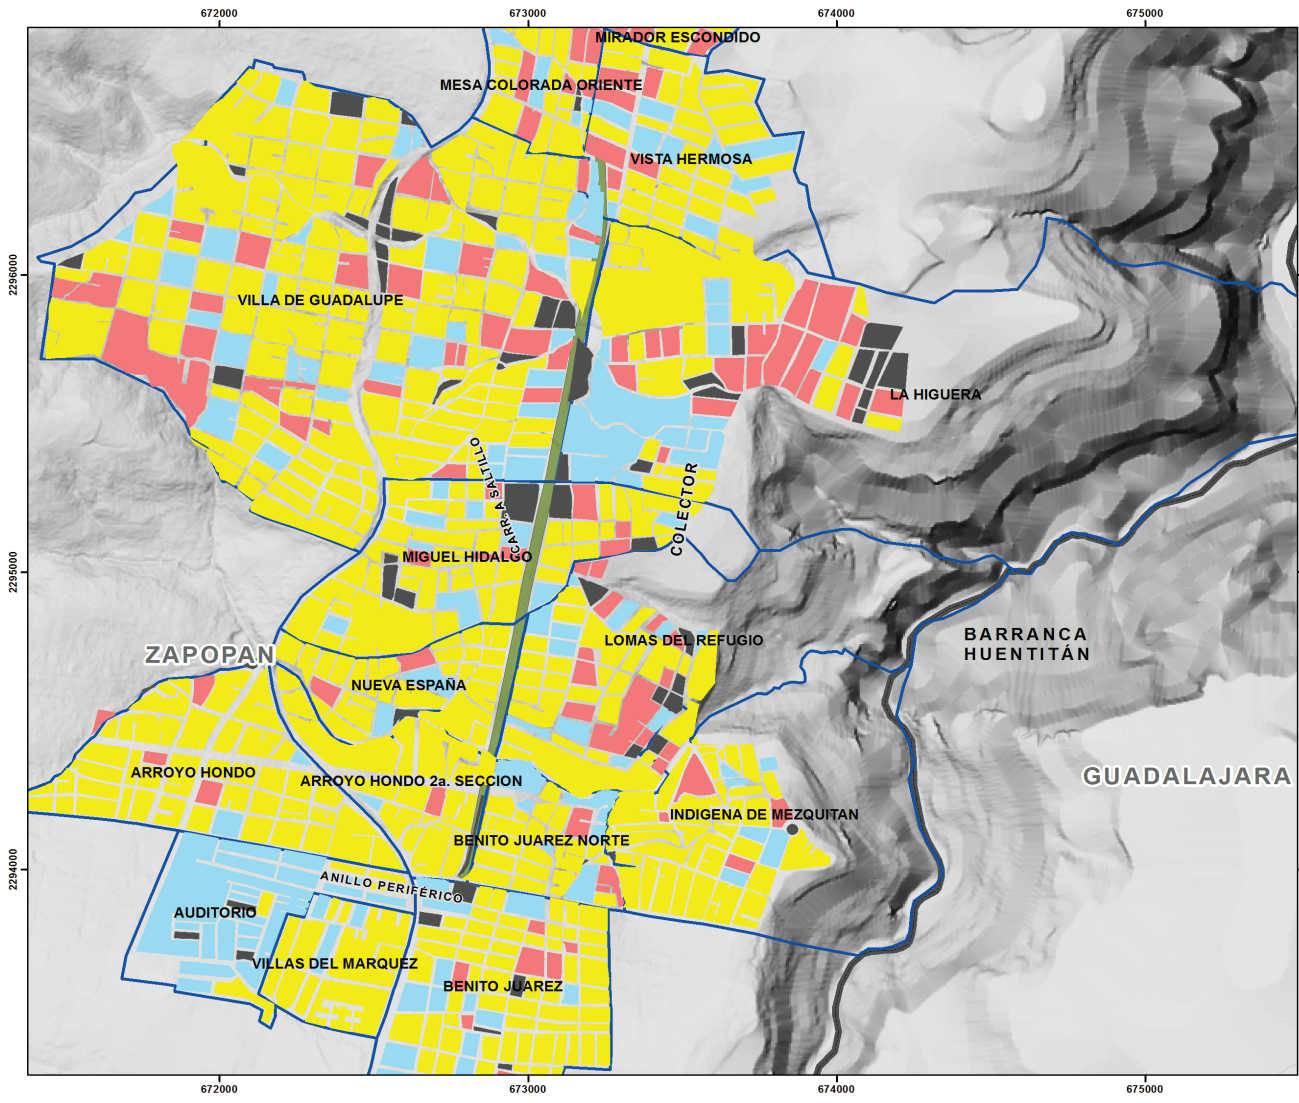 672000
673000
674000
675000
MIRADOR ESCONDIDO
MESA COLORADA ORIENTE
VISTA HERMOSA
2296000
VILLA DE GUADALUPE
LA HIGUERA
CARR. A SALTILLO
COLECTOR
MIGUEL HIDALGO
2295000
LOMAS DEL REFUGIO
BARRANCA
HUENTITÁN
ZAPOPAN
NUEVA ESPAÑA
ARROYO HONDO
ARROYO HONDO 2a. SECCION
GUADALAJARA
INDIGENA DE MEZQUITAN
BENITO JUAREZ NORTE
2294000
ANILLO PERIFÉRICO
AUDITORIO
VILLAS DEL MARQUEZ
BENITO JUAREZ
672000
673000
674000
675000